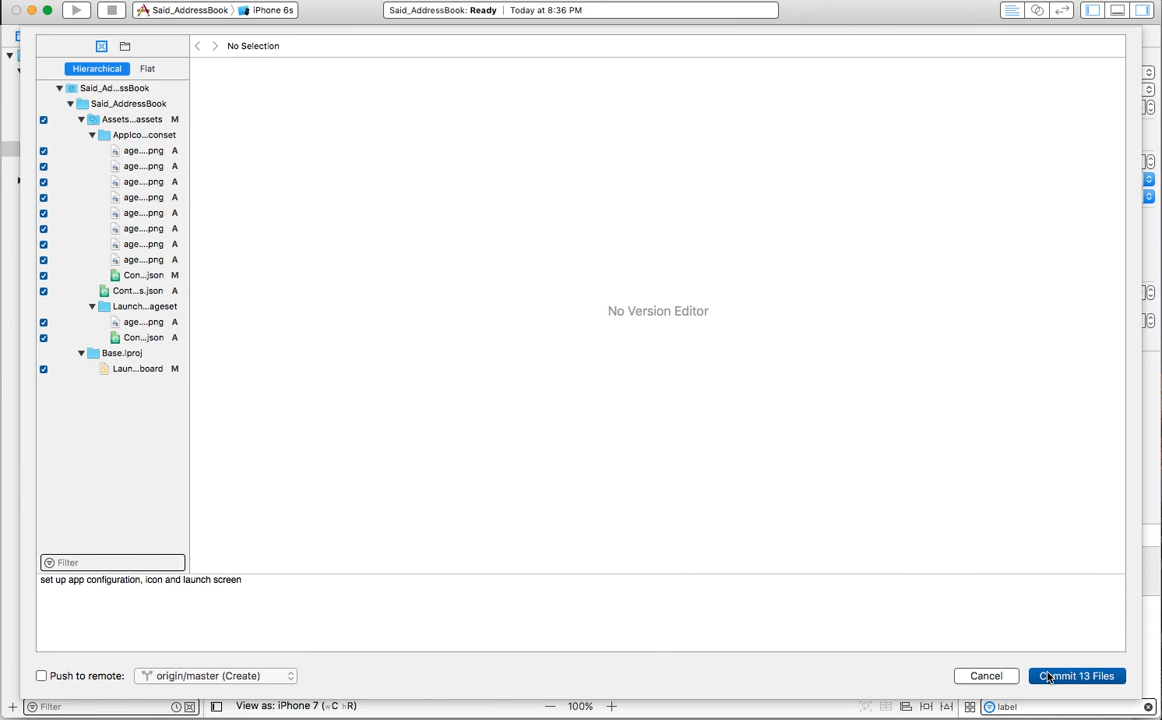 Said_AddressBook
iPhone 6s
Said_AddressBook: Ready
Today at 8:36 PM
No Selection
Hierarchical
Flat
Said_Ad...ssBook
Said_AddressBook
Assets...assets M
AppIco...conset
age....png A
age....png A
age....png A
age....png A
age....png A
age....png A
age....png A
age....png A
Con...json M
Cont...s.json A
Launch...ageset
age....png A
Con...json A
Base.lproj
Laun...board M
No Version Editor
Filter
set up app configuration, icon and launch screen
Push to remote:
origin/master (Create)
Cancel
Commit 13 Files
Filter
View as: iPhone 7 (wC hR)
100%
label